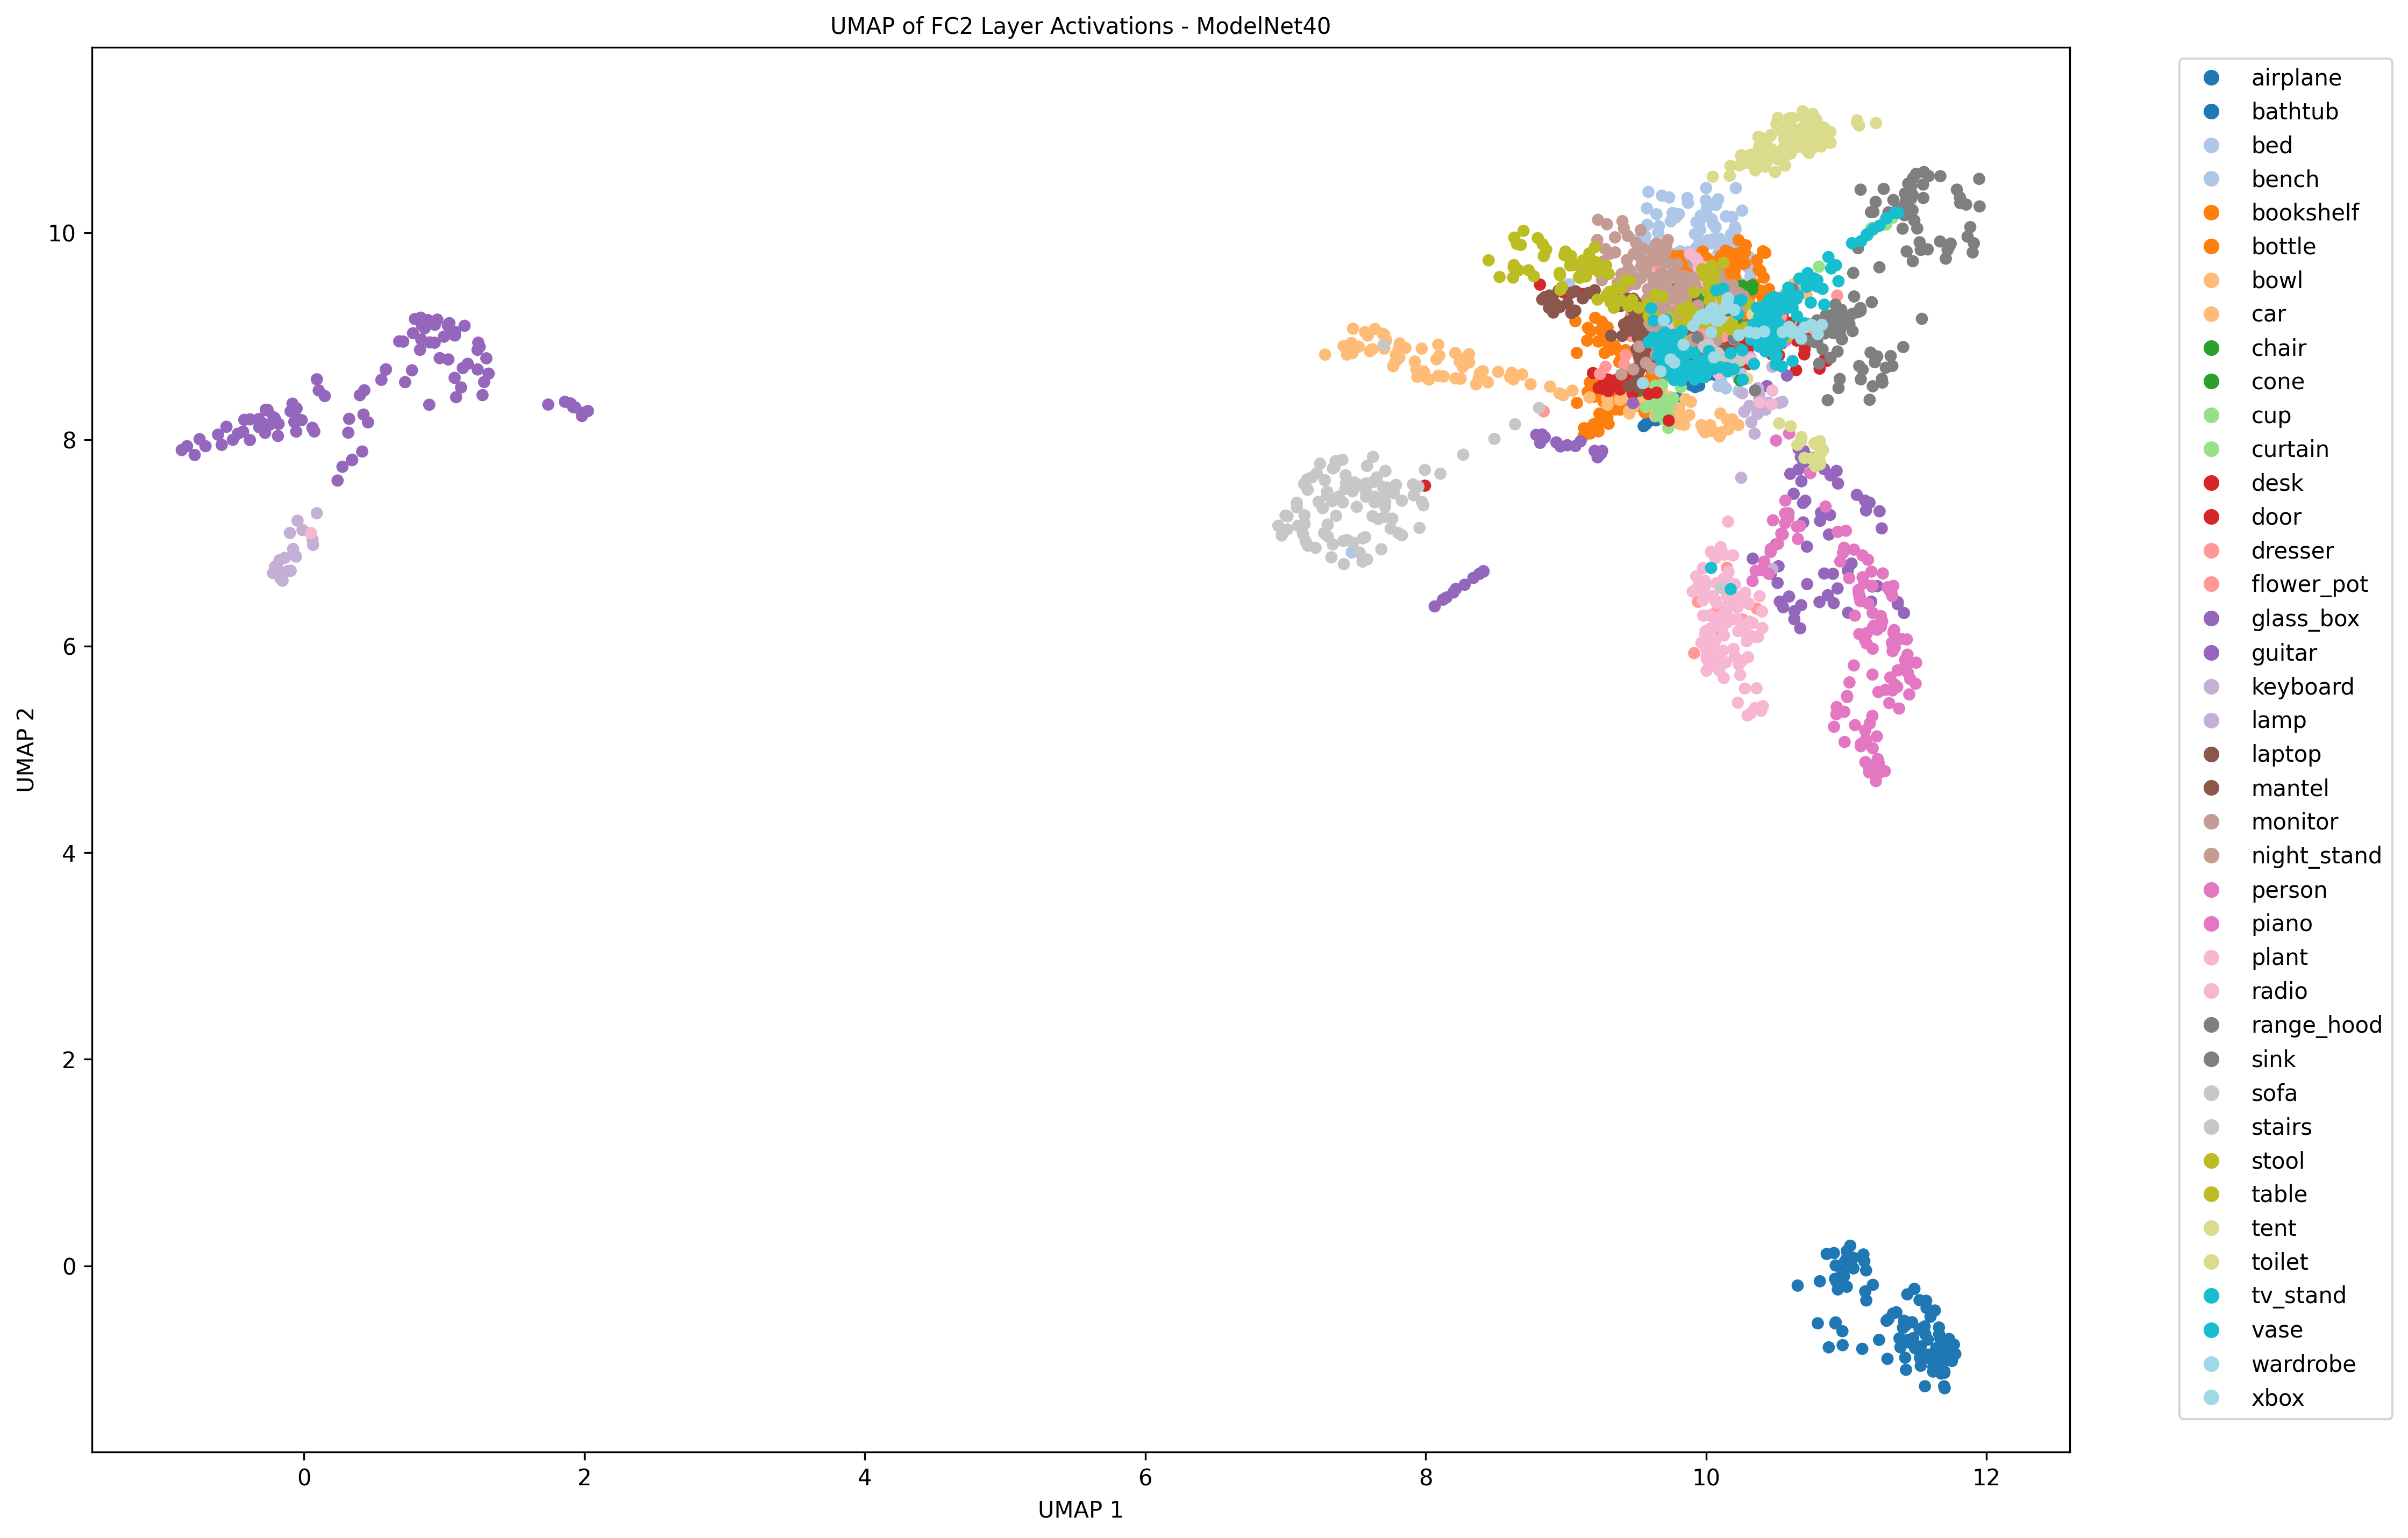 UMAP of FC2 Layer Activations - ModelNet40
airplane
bathtub
bed
bench
bookshelf
bottle
bowl
car
chair
cone
cup
curtain
desk
door
dresser
flower_pot
glass_box
guitar
keyboard
lamp
laptop
mantel
monitor
night_stand
person
piano
plant
radio
range_hood
sink
sofa
stairs
stool
table
tent
toilet
tv_stand
vase
wardrobe
xbox
UMAP 2
10
8
6
4
2
0
0 2 4 6 8 10 12
UMAP 1